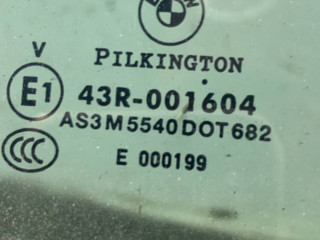 V
PILKINGTON
E1 43R-001604
AS3 M5540 DOT 682
CCC
E 000199